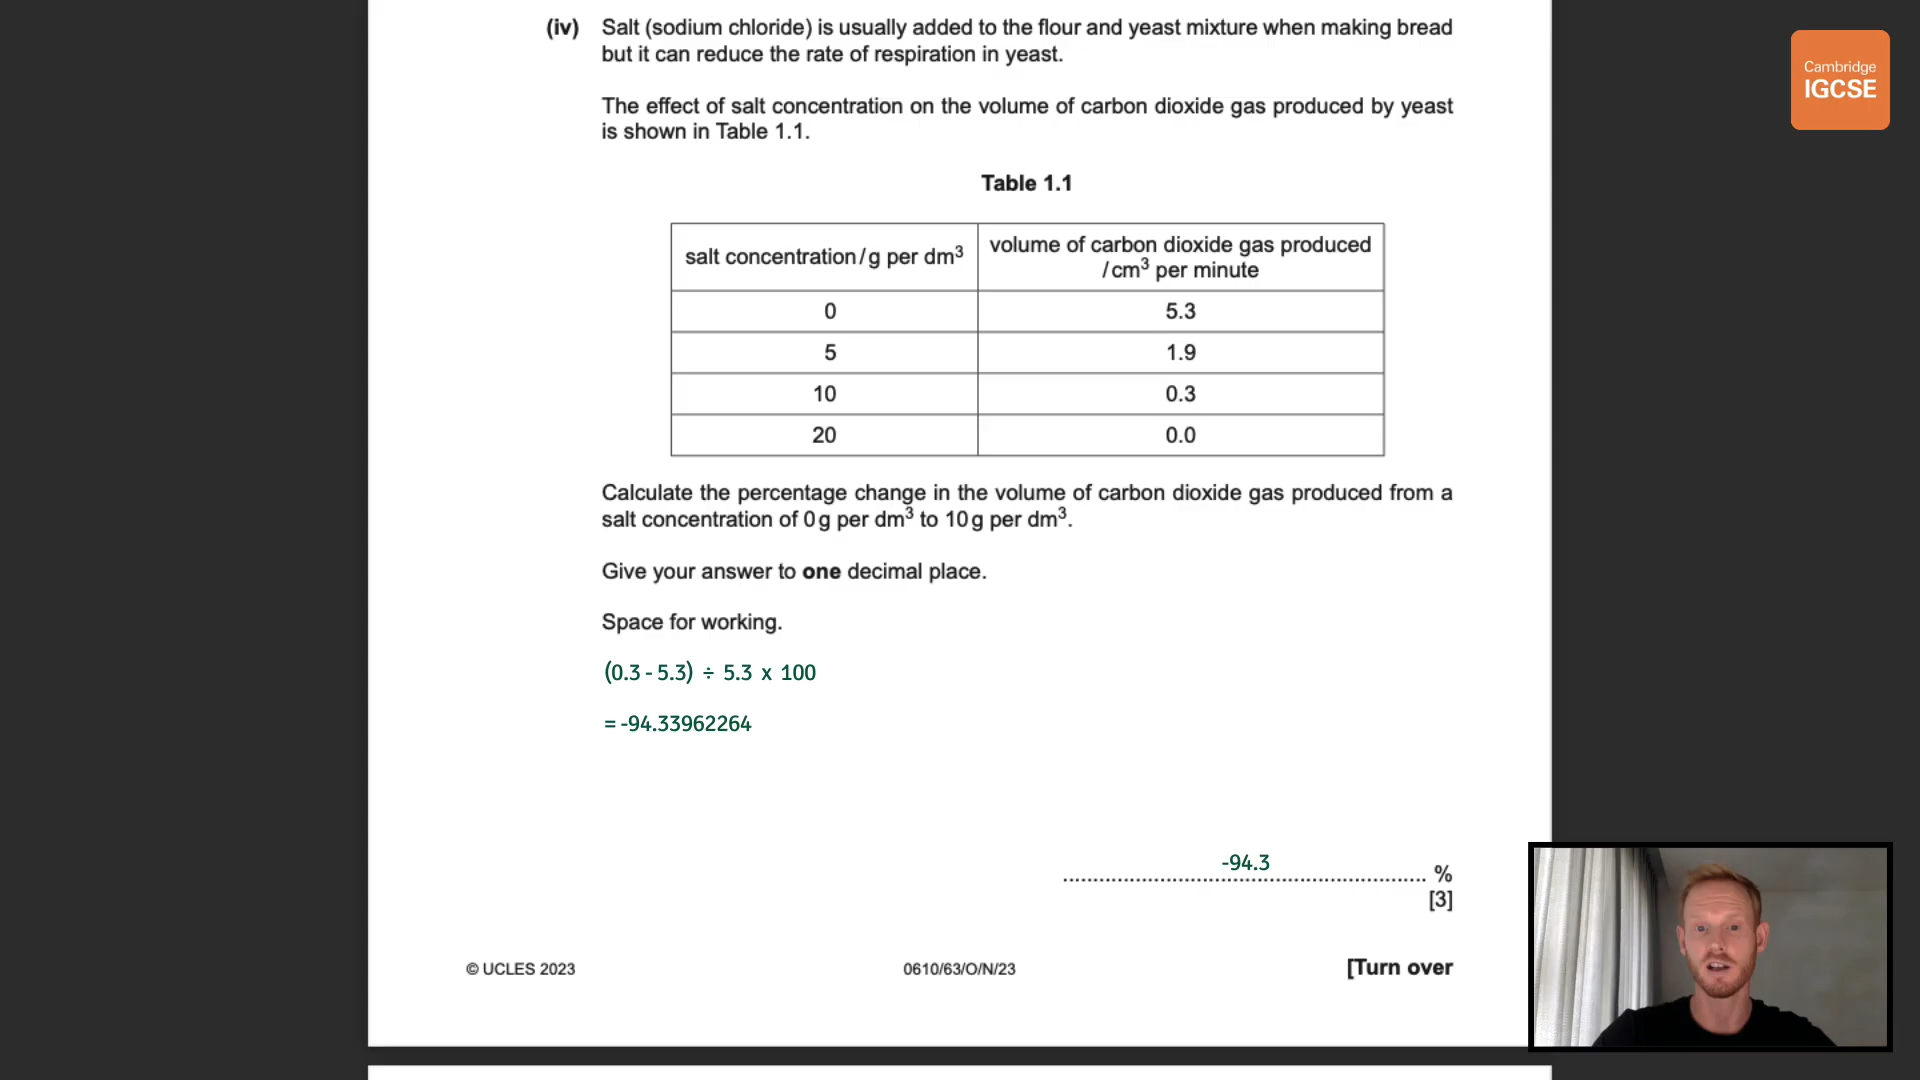 (iv) Salt (sodium chloride) is usually added to the flour and yeast mixture when making bread
but it can reduce the rate of respiration in yeast.
The effect of salt concentration on the volume of carbon dioxide gas produced by yeast
is shown in Table 1.1.
Table 1.1
salt concentration / g per dm³
volume of carbon dioxide gas produced
/ cm³ per minute
0 5.3
5 1.9
10 0.3
20 0.0
Calculate the percentage change in the volume of carbon dioxide gas produced from a
salt concentration of 0 g per dm³ to 10 g per dm³.
Give your answer to one decimal place.
Space for working.
(0.3 - 5.3) ÷ 5.3 x 100
= -94.33962264
-94.3
.............................................................. %
[3]
© UCLES 2023
0610/63/O/N/23
[Turn over
Cambridge
IGCSE